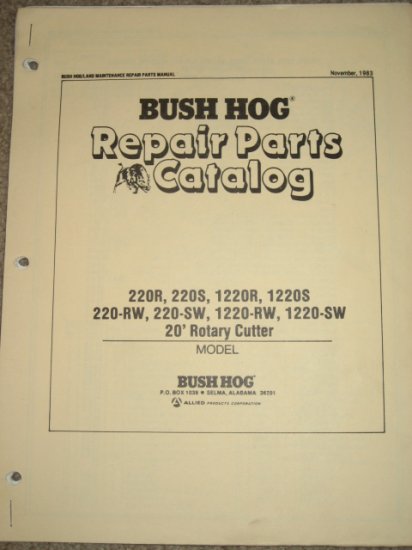 BUSH HOG/LAND MAINTENANCE REPAIR PARTS MANUAL
November, 1983
BUSH HOG®
Repair Parts
Catalog
220R, 220S, 1220R, 1220S
220-RW, 220-SW, 1220-RW, 1220-SW
20' Rotary Cutter
MODEL
BUSH HOG®
P.O. BOX 1039 • SELMA, ALABAMA 36701
ALLIED PRODUCTS CORPORATION